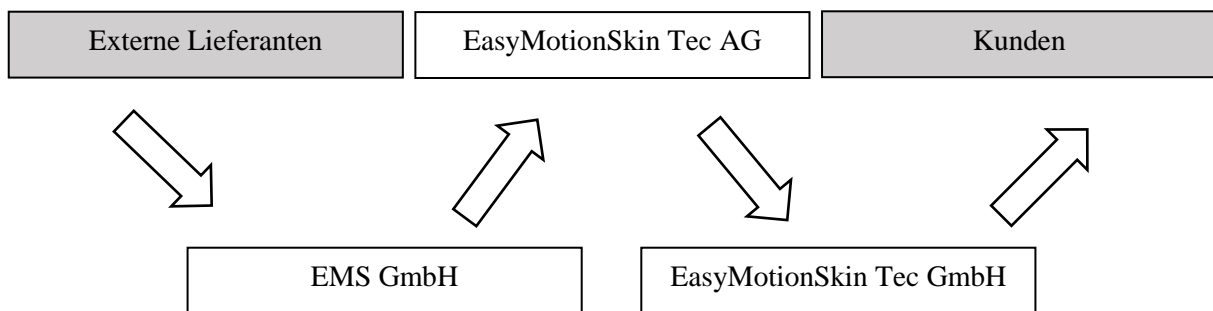 Externe Lieferanten
EasyMotionSkin Tec AG
Kunden
EMS GmbH
EasyMotionSkin Tec GmbH